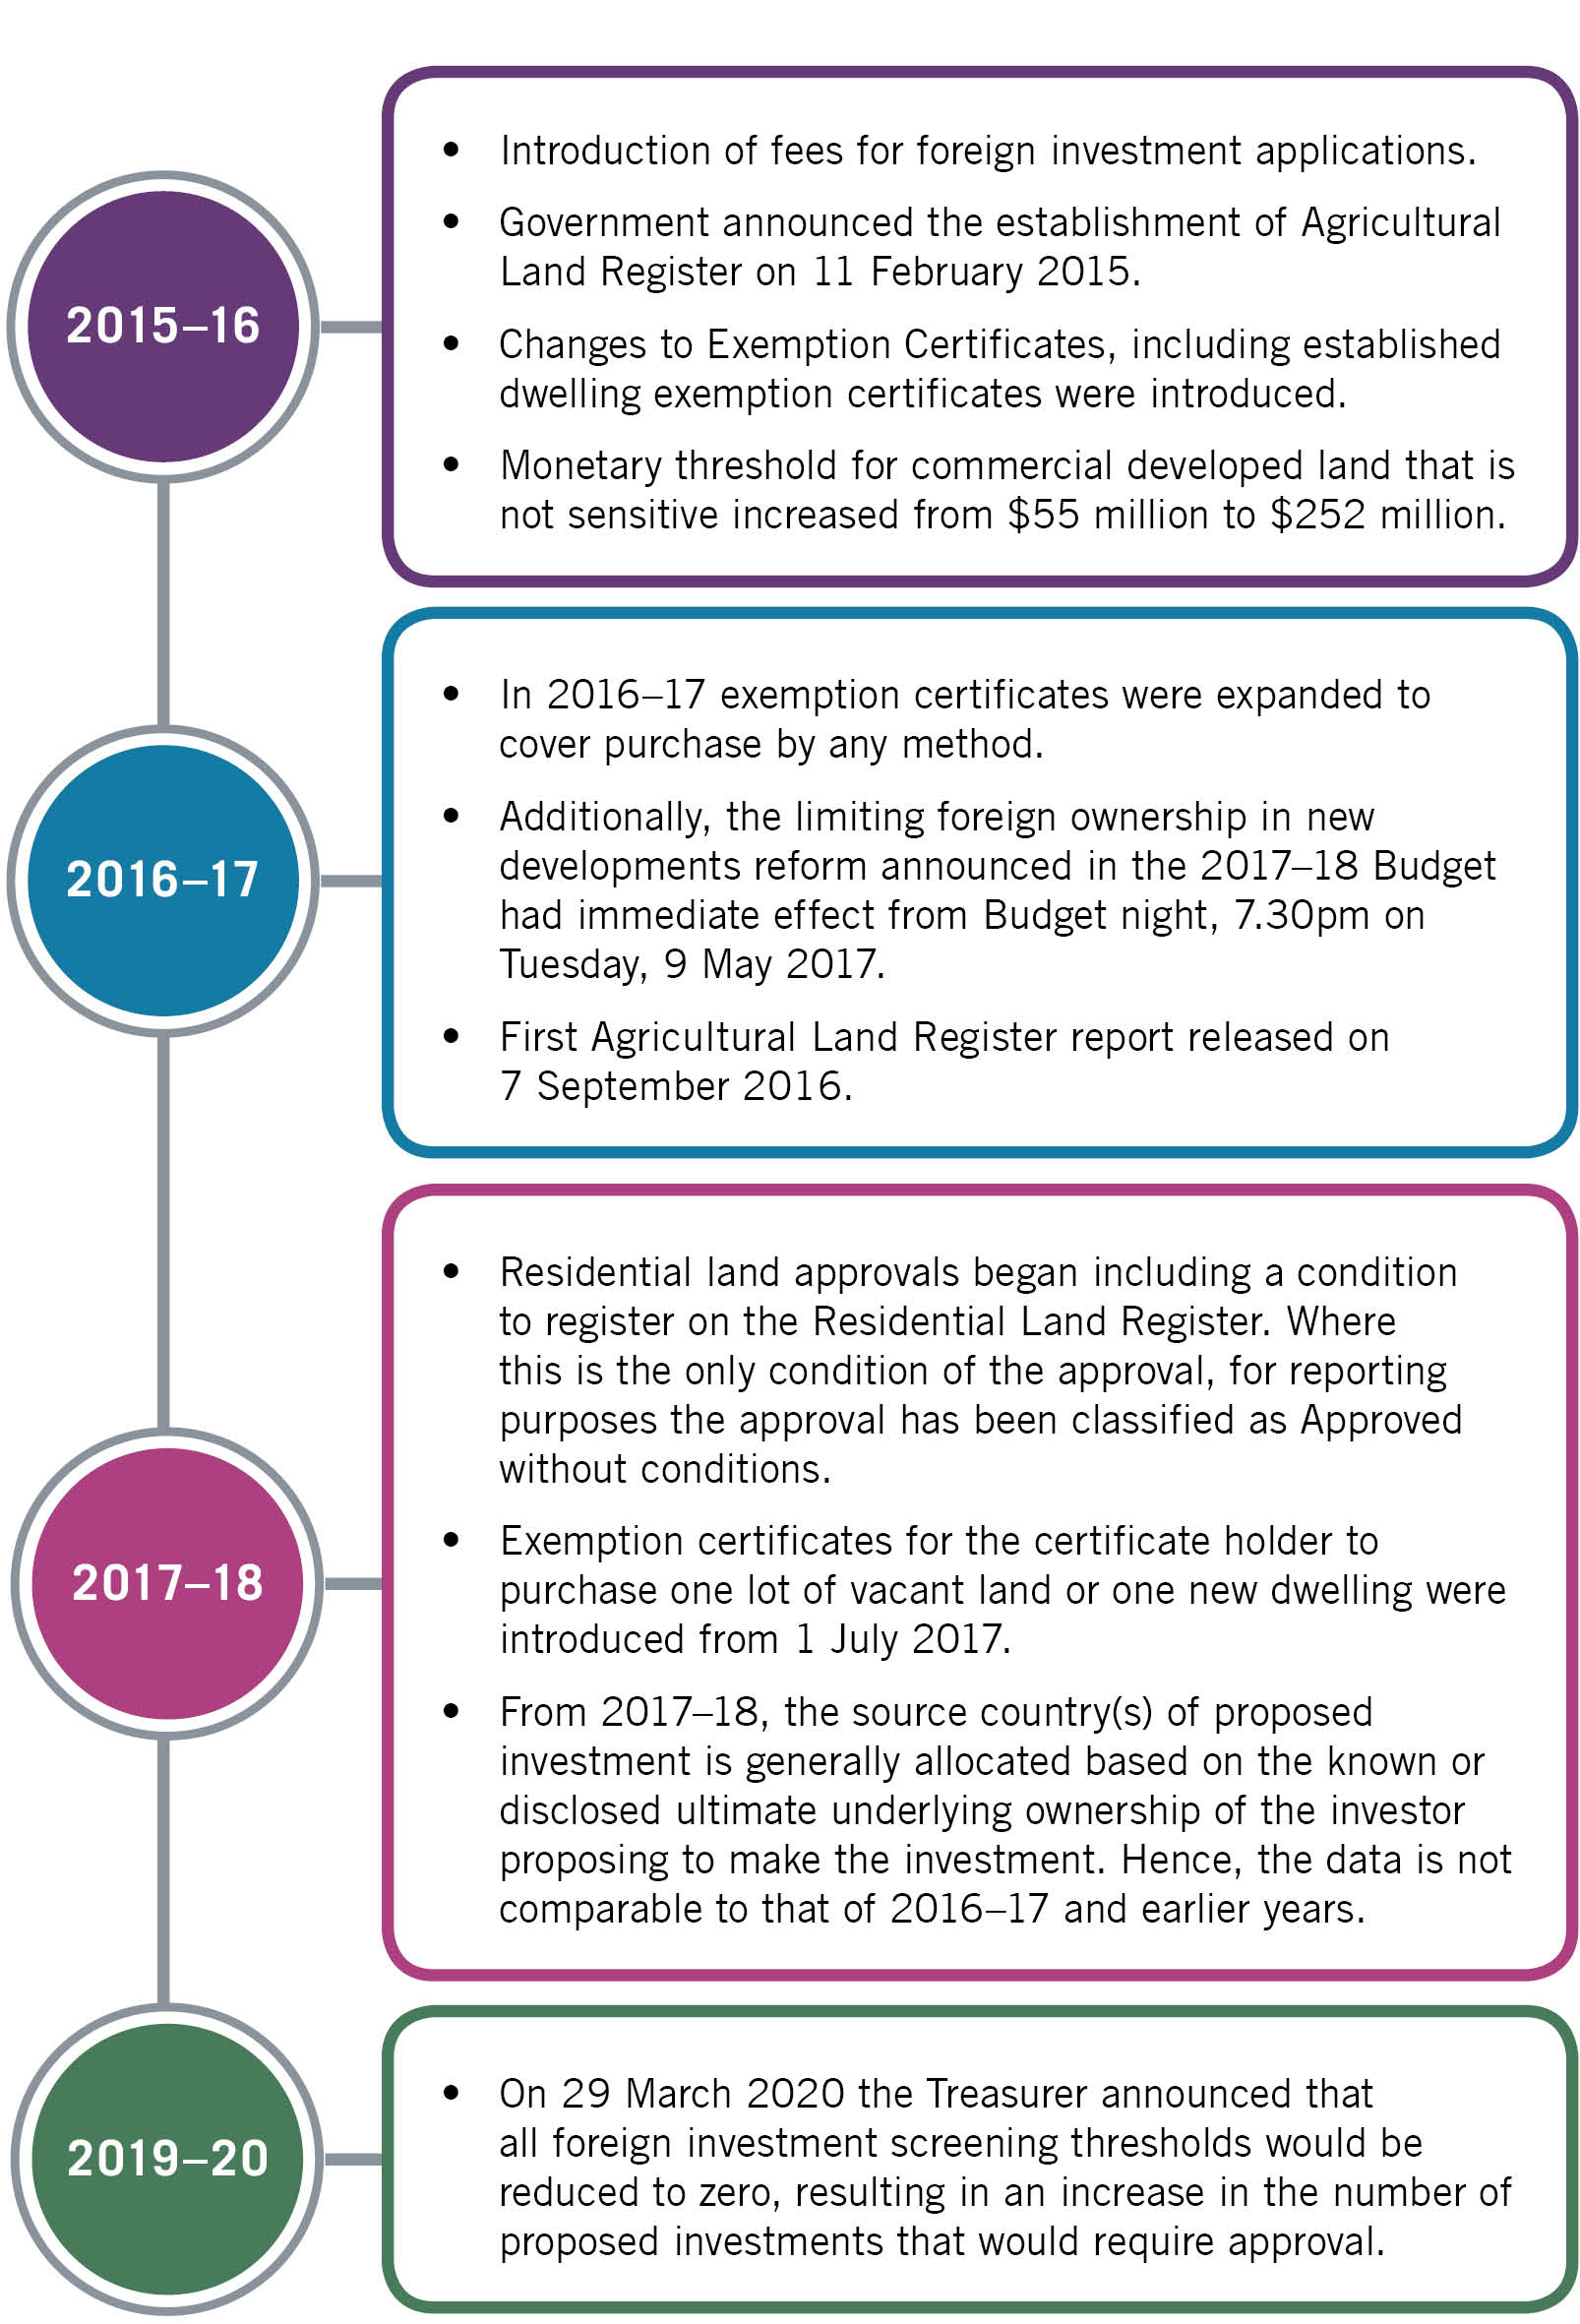 2015–16
• Introduction of fees for foreign investment applications.
• Government announced the establishment of Agricultural
Land Register on 11 February 2015.
• Changes to Exemption Certificates, including established
dwelling exemption certificates were introduced.
• Monetary threshold for commercial developed land that is
not sensitive increased from $55 million to $252 million.
2016–17
• In 2016–17 exemption certificates were expanded to
cover purchase by any method.
• Additionally, the limiting foreign ownership in new
developments reform announced in the 2017–18 Budget
had immediate effect from Budget night, 7.30pm on
Tuesday, 9 May 2017.
• First Agricultural Land Register report released on
7 September 2016.
2017–18
• Residential land approvals began including a condition
to register on the Residential Land Register. Where
this is the only condition of the approval, for reporting
purposes the approval has been classified as Approved
without conditions.
• Exemption certificates for the certificate holder to
purchase one lot of vacant land or one new dwelling were
introduced from 1 July 2017.
• From 2017–18, the source country(s) of proposed
investment is generally allocated based on the known or
disclosed ultimate underlying ownership of the investor
proposing to make the investment. Hence, the data is not
comparable to that of 2016–17 and earlier years.
2019–20
• On 29 March 2020 the Treasurer announced that
all foreign investment screening thresholds would be
reduced to zero, resulting in an increase in the number of
proposed investments that would require approval.